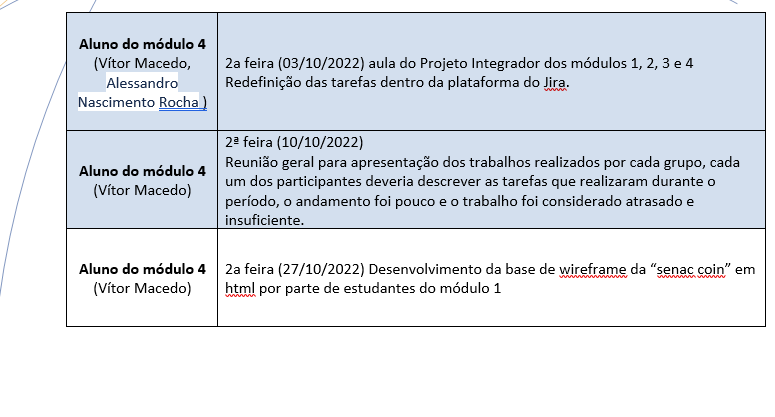 Aluno do módulo 4
(Vítor Macedo,
Alessandro
Nascimento Rocha )
2a feira (03/10/2022) aula do Projeto Integrador dos módulos 1, 2, 3 e 4
Redefinição das tarefas dentro da plataforma do Jira.
Aluno do módulo 4
(Vítor Macedo)
2ª feira (10/10/2022)
Reunião geral para apresentação dos trabalhos realizados por cada grupo, cada
um dos participantes deveria descrever as tarefas que realizaram durante o
período, o andamento foi pouco e o trabalho foi considerado atrasado e
insuficiente.
Aluno do módulo 4
(Vítor Macedo)
2a feira (27/10/2022) Desenvolvimento da base de wireframe da “senac coin” em
html por parte de estudantes do módulo 1